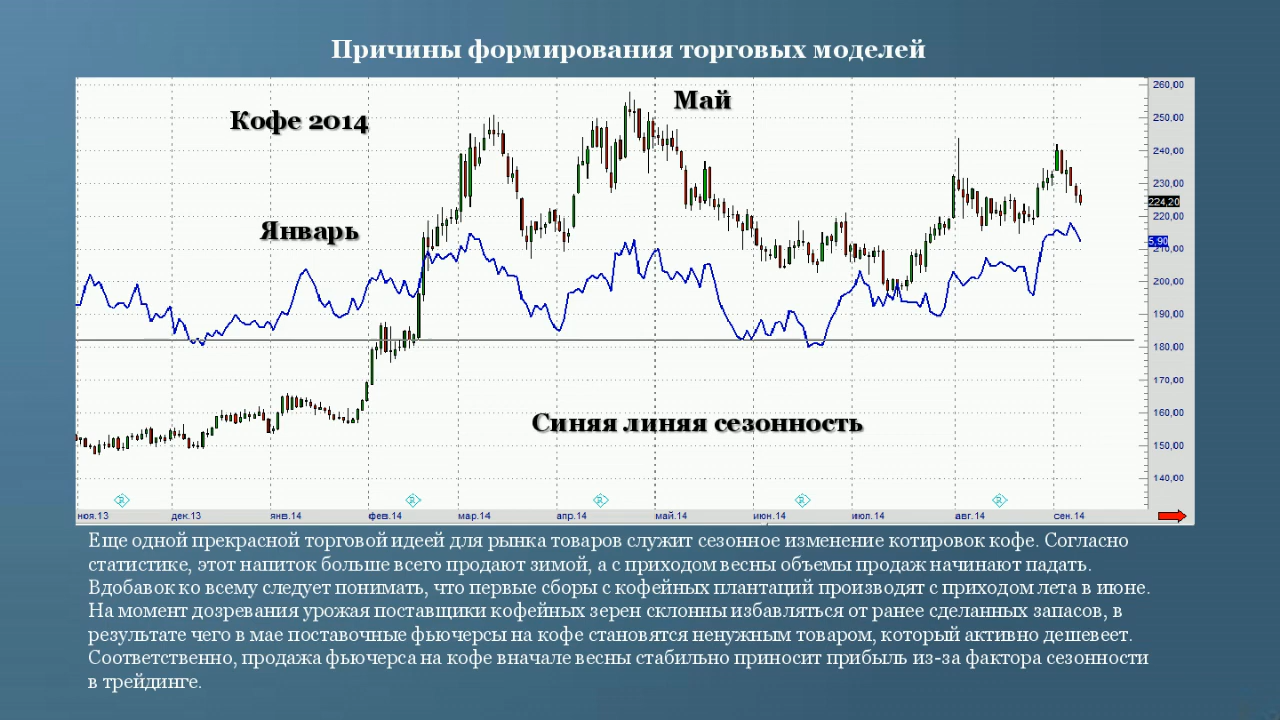 Причины формирования торговых моделей
Кофе 2014
Май
Январь
Синяя линяя сезонность
260,00
250,00
240,00
230,00
224,20
220,00
5,90
210,00
200,00
190,00
180,00
170,00
160,00
150,00
140,00
ноя.13 дек.13 янв.14 фев.14 мар.14 апр.14 май.14 июн.14 июл.14 авг.14 сен.14
Еще одной прекрасной торговой идеей для рынка товаров служит сезонное изменение котировок кофе. Согласно
статистике, этот напиток больше всего продают зимой, а с приходом весны объемы продаж начинают падать.
Вдобавок ко всему следует понимать, что первые сборы с кофейных плантаций производят с приходом лета в июне.
На момент дозревания урожая поставщики кофейных зерен склонны избавляться от ранее сделанных запасов, в
результате чего в мае поставочные фьючерсы на кофе становятся ненужным товаром, который активно дешевеет.
Соответственно, продажа фьючерса на кофе вначале весны стабильно приносит прибыль из-за фактора сезонности
в трейдинге.